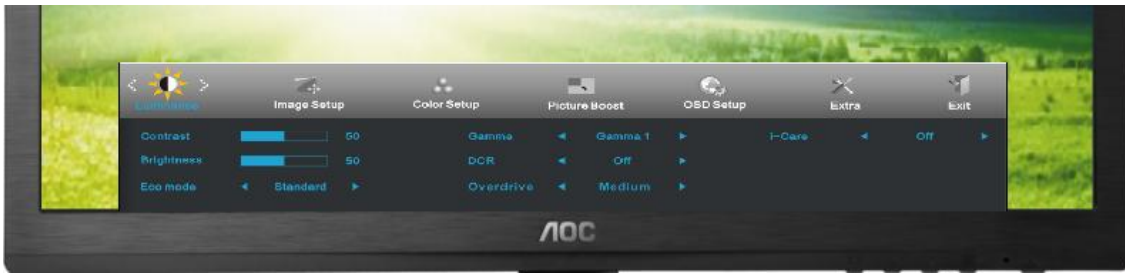 Luminance Image Setup Color Setup Picture Boost OSD Setup Extra Exit
Contrast 50 Gamma Gamma 1 i-Care Off
Brightness 50 DCR Off
Eco mode Standard Overdrive Medium
AOC